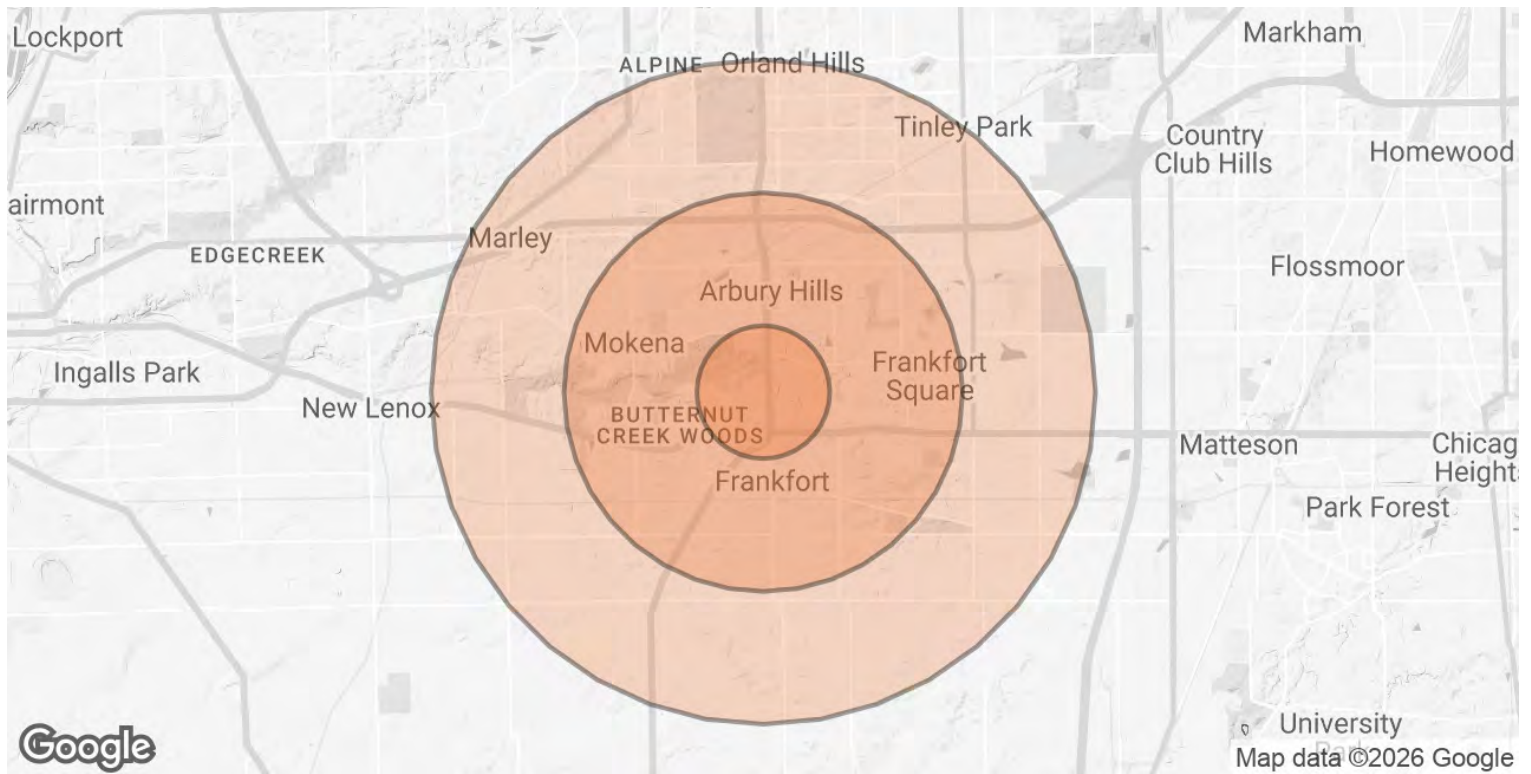 Lockport
Markham
ALPINE
Orland Hills
Tinley Park
Country
Club Hills
Homewood
airmont
Marley
EDGECREEK
Flossmoor
Arbury Hills
Mokena
Frankfort
Square
Ingalls Park
New Lenox
BUTTERNUT
CREEK WOODS
Matteson
Chicag
Height
Frankfort
Park Forest
University
Park
Google
Map data ©2026 Google